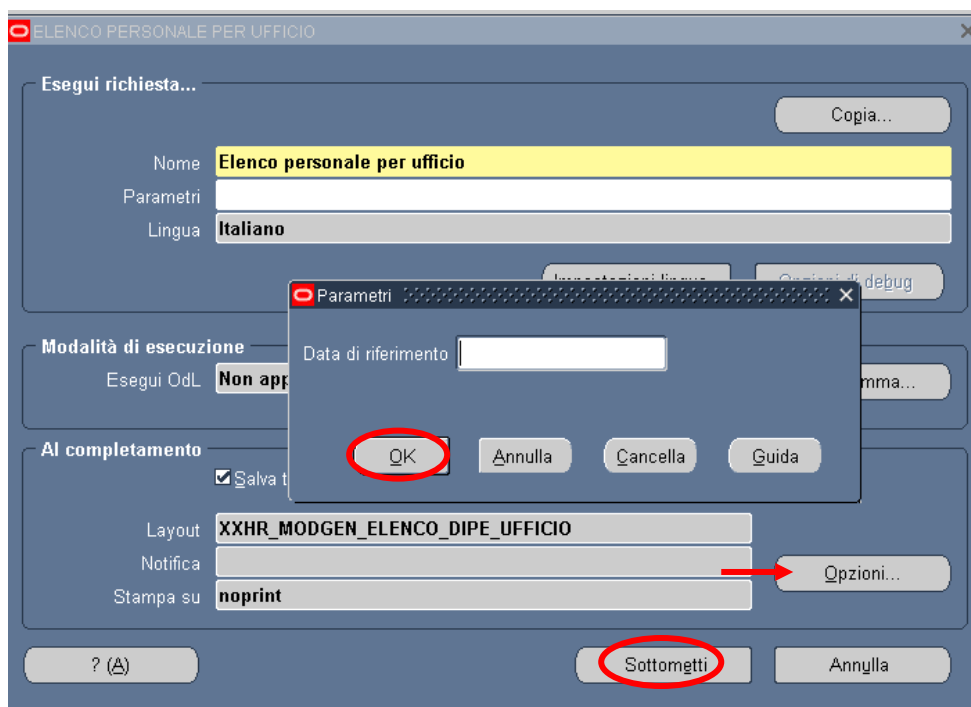 ELENCO PERSONALE PER UFFICIO
Esegui richiesta...
Copia...
Nome Elenco personale per ufficio
Parametri
Lingua Italiano
debug
Parametri
Data di riferimento
OK Annulla Cancella Guida
Modalità di esecuzione
Esegui OdL Non app
mma...
Al completamento
Salva t
Layout XXHR_MODGEN_ELENCO_DIPE_UFFICIO
Notifica
Opzioni...
Stampa su noprint
? (A) Sottometti Annulla